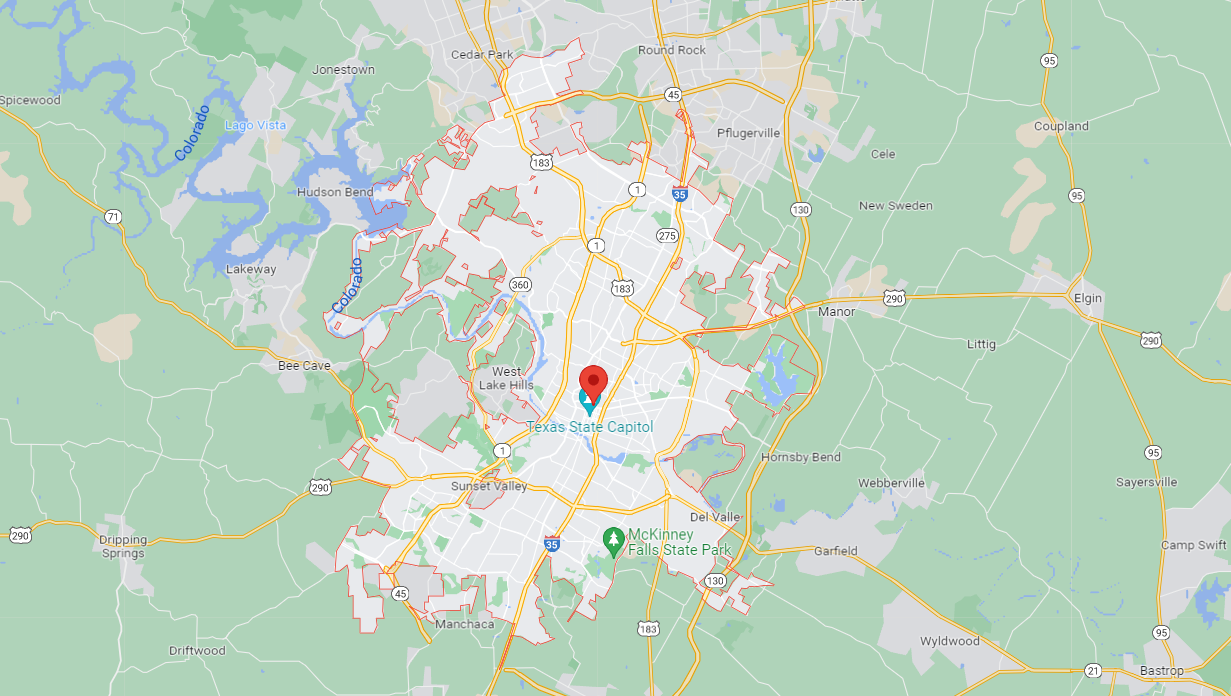 Cedar Park
Round Rock
95
Jonestown
Spicewood
45
Lago Vista
Colorado
Pflugerville
Coupland
183
Cele
Hudson Bend
1
35
95
71
130
New Sweden
275
1
Lakeway
Colorado
360
183
290
Elgin
Manor
290
Littig
Bee Cave
West
Lake Hills
Texas State Capitol
1
Hornsby Bend
95
290
Sunset Valley
Webberville
Sayersville
Del Valle
290
Dripping
Springs
35
McKinney
Falls State Park
Garfield
Camp Swift
130
45
Manchaca
183
95
Driftwood
Wyldwood
21
Bastrop